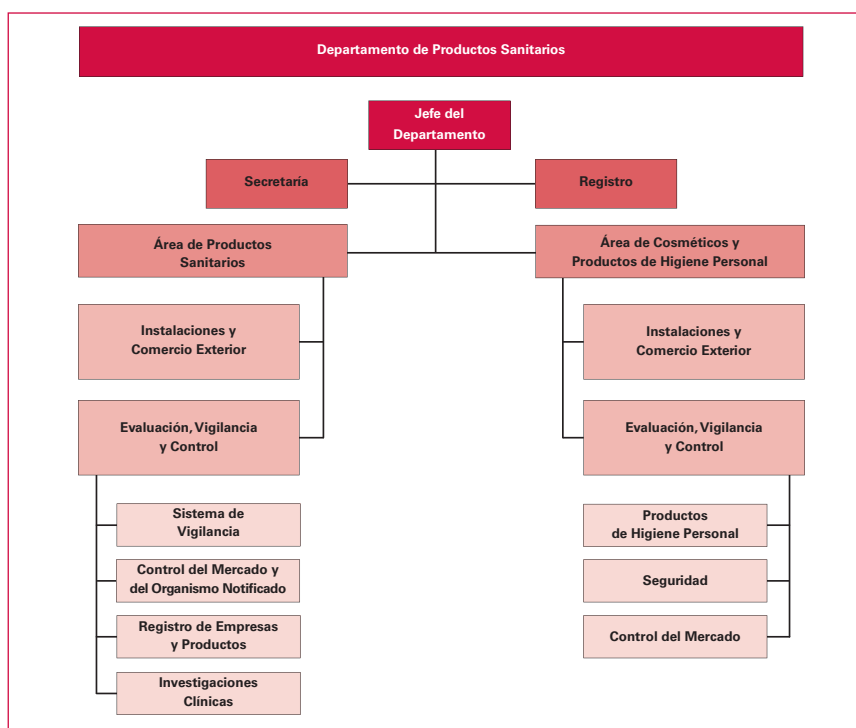 Departamento de Productos Sanitarios
Jefe del
Departamento
Secretaría
Registro
Área de Productos
Sanitarios
Área de Cosméticos y
Productos de Higiene Personal
Instalaciones y
Comercio Exterior
Instalaciones y
Comercio Exterior
Evaluación, Vigilancia
y Control
Evaluación, Vigilancia
y Control
Sistema de
Vigilancia
Productos
de Higiene Personal
Control del Mercado y
del Organismo Notificado
Seguridad
Registro de Empresas
y Productos
Control del Mercado
Investigaciones
Clínicas